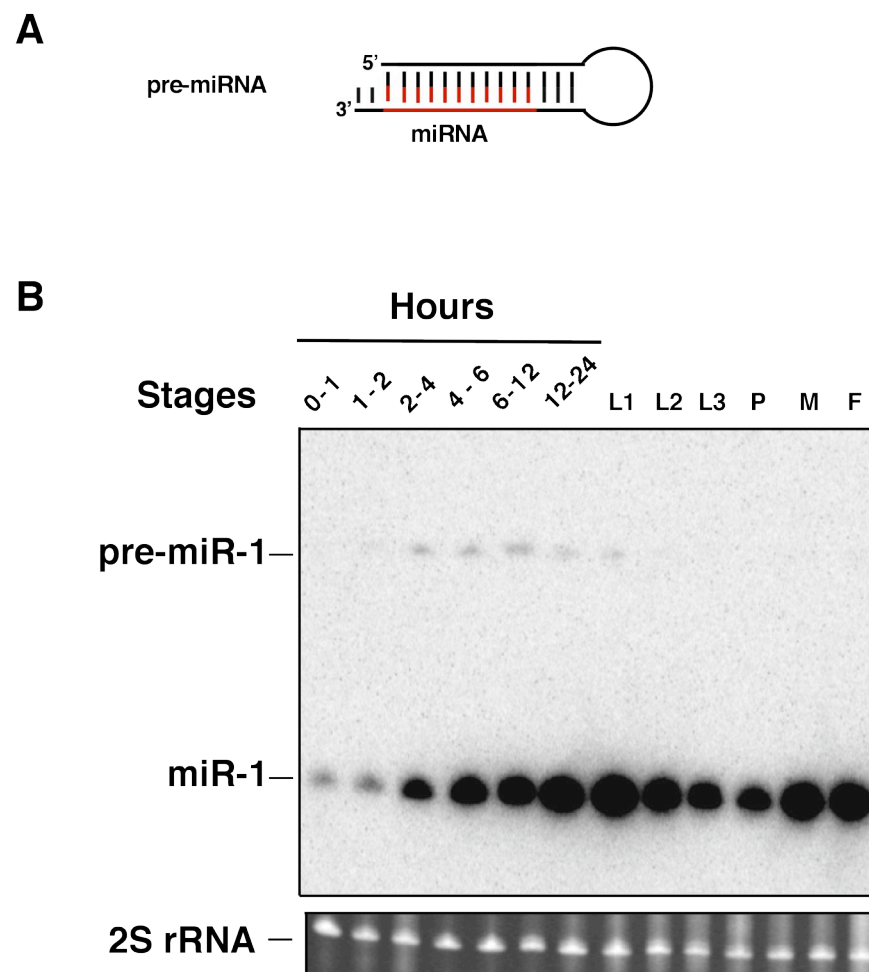 A
5’
pre-miRNA
3’
miRNA
B
Hours
Stages 0-1 1-2 2-4 4-6 6-12 12-24 L1 L2 L3 P M F
pre-miR-1
miR-1
2S rRNA